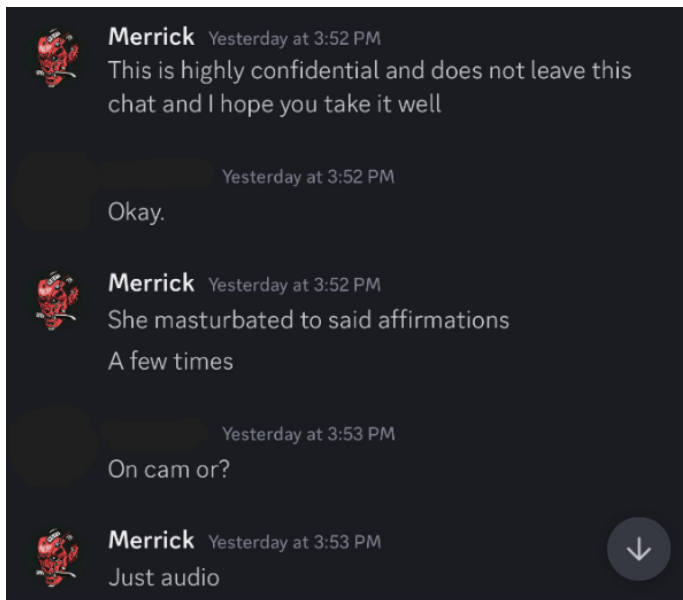 Merrick Yesterday at 3:52 PM
This is highly confidential and does not leave this
chat and I hope you take it well
Yesterday at 3:52 PM
Okay.
Merrick Yesterday at 3:52 PM
She masturbated to said affirmations
A few times
Yesterday at 3:53 PM
On cam or?
Merrick Yesterday at 3:53 PM
Just audio